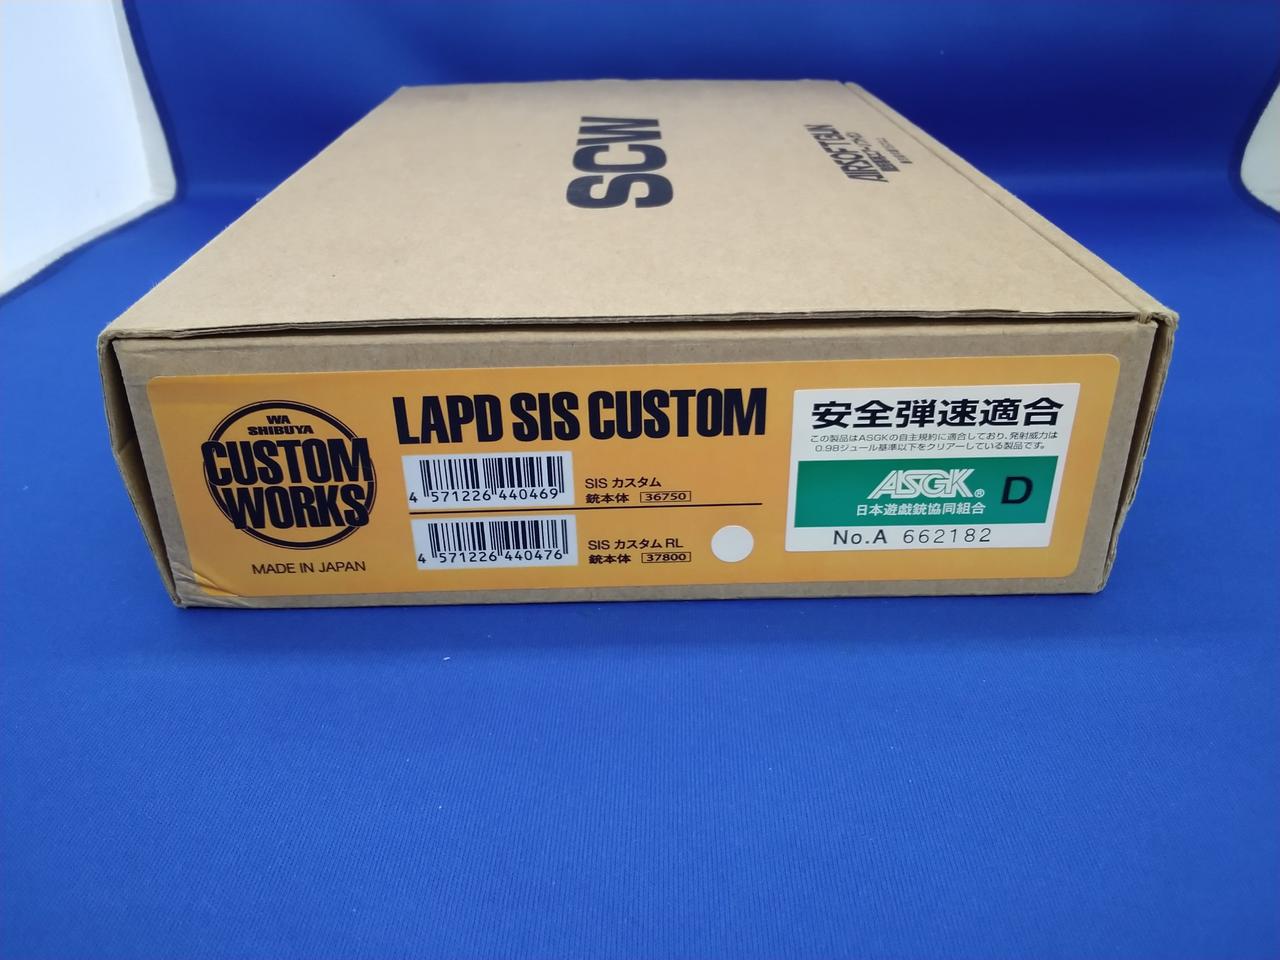 SCW
AIRSOFTGUN
WA
SHIBUYA
CUSTOM
WORKS
MADE IN JAPAN
LAPD SIS CUSTOM
4 571226 440469
SIS カスタム
銃本体 36750
4 571226 440476
SIS カスタム RL
銃本体 37800
安全弾速適合
この製品はASGKの自主規約に適合しており、発射威力は
0.98ジュール基準以下をクリアーしている製品です。
ASGK® D
日本遊戯銃協同組合
No.A 662182